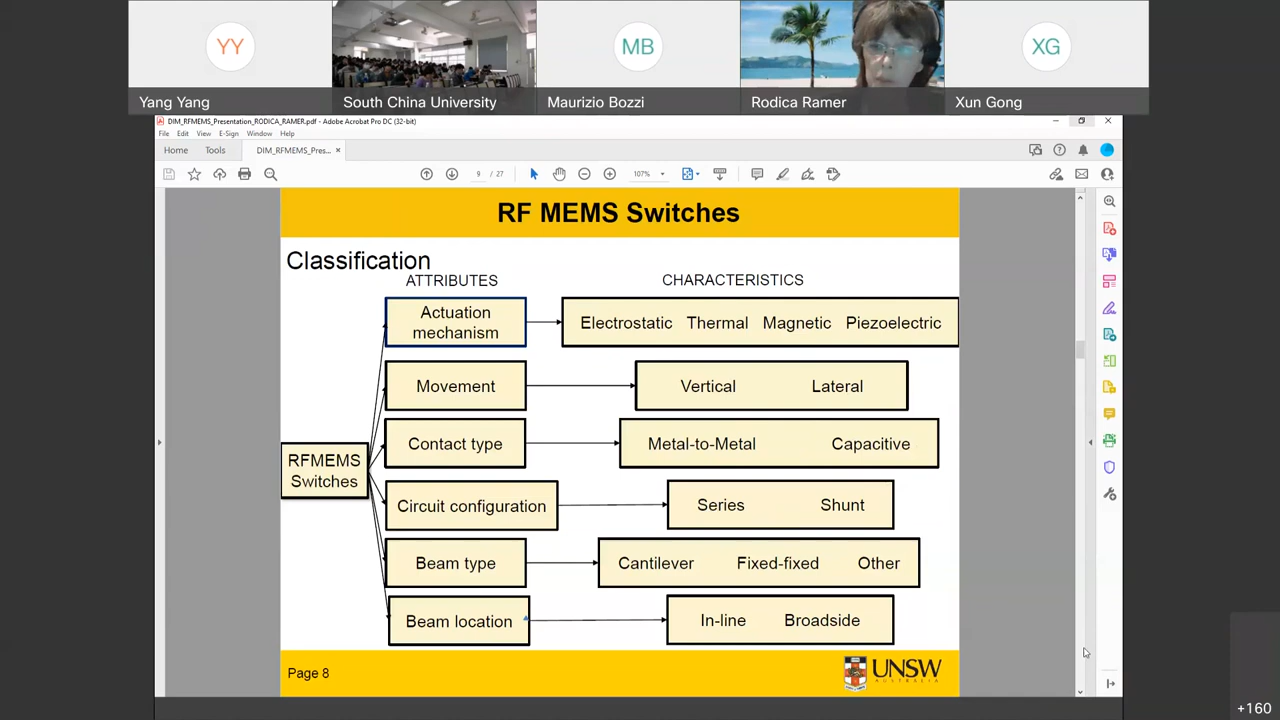 YY
MB
XG
Yang Yang
South China University
Maurizio Bozzi
Rodica Ramer
Xun Gong
DIM_RFMEMS_Presentation_RODICA_RAMER.pdf - Adobe Acrobat Pro DC (32-bit)
File Edit View E-Sign Window Help
Home Tools DIM_RFMEMS_Pres... ×
9 / 27 107%
RF MEMS Switches
Classification
ATTRIBUTES CHARACTERISTICS
Actuation
mechanism
Electrostatic Thermal Magnetic Piezoelectric
Movement Vertical Lateral
Contact type Metal-to-Metal Capacitive
RFMEMS
Switches
Circuit configuration Series Shunt
Beam type Cantilever Fixed-fixed Other
Beam location In-line Broadside
Page 8
UNSW
AUSTRALIA
+160